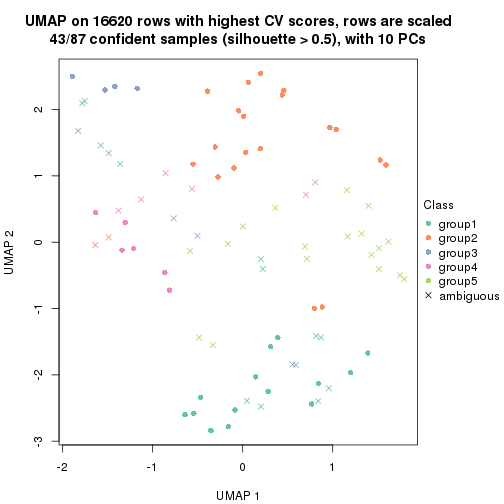 UMAP on 16620 rows with highest CV scores, rows are scaled
43/87 confident samples (silhouette > 0.5), with 10 PCs
UMAP 2
2
1
0
-1
-2
-3
-2
-1
0
1
UMAP 1
Class
group1
group2
group3
group4
group5
ambiguous